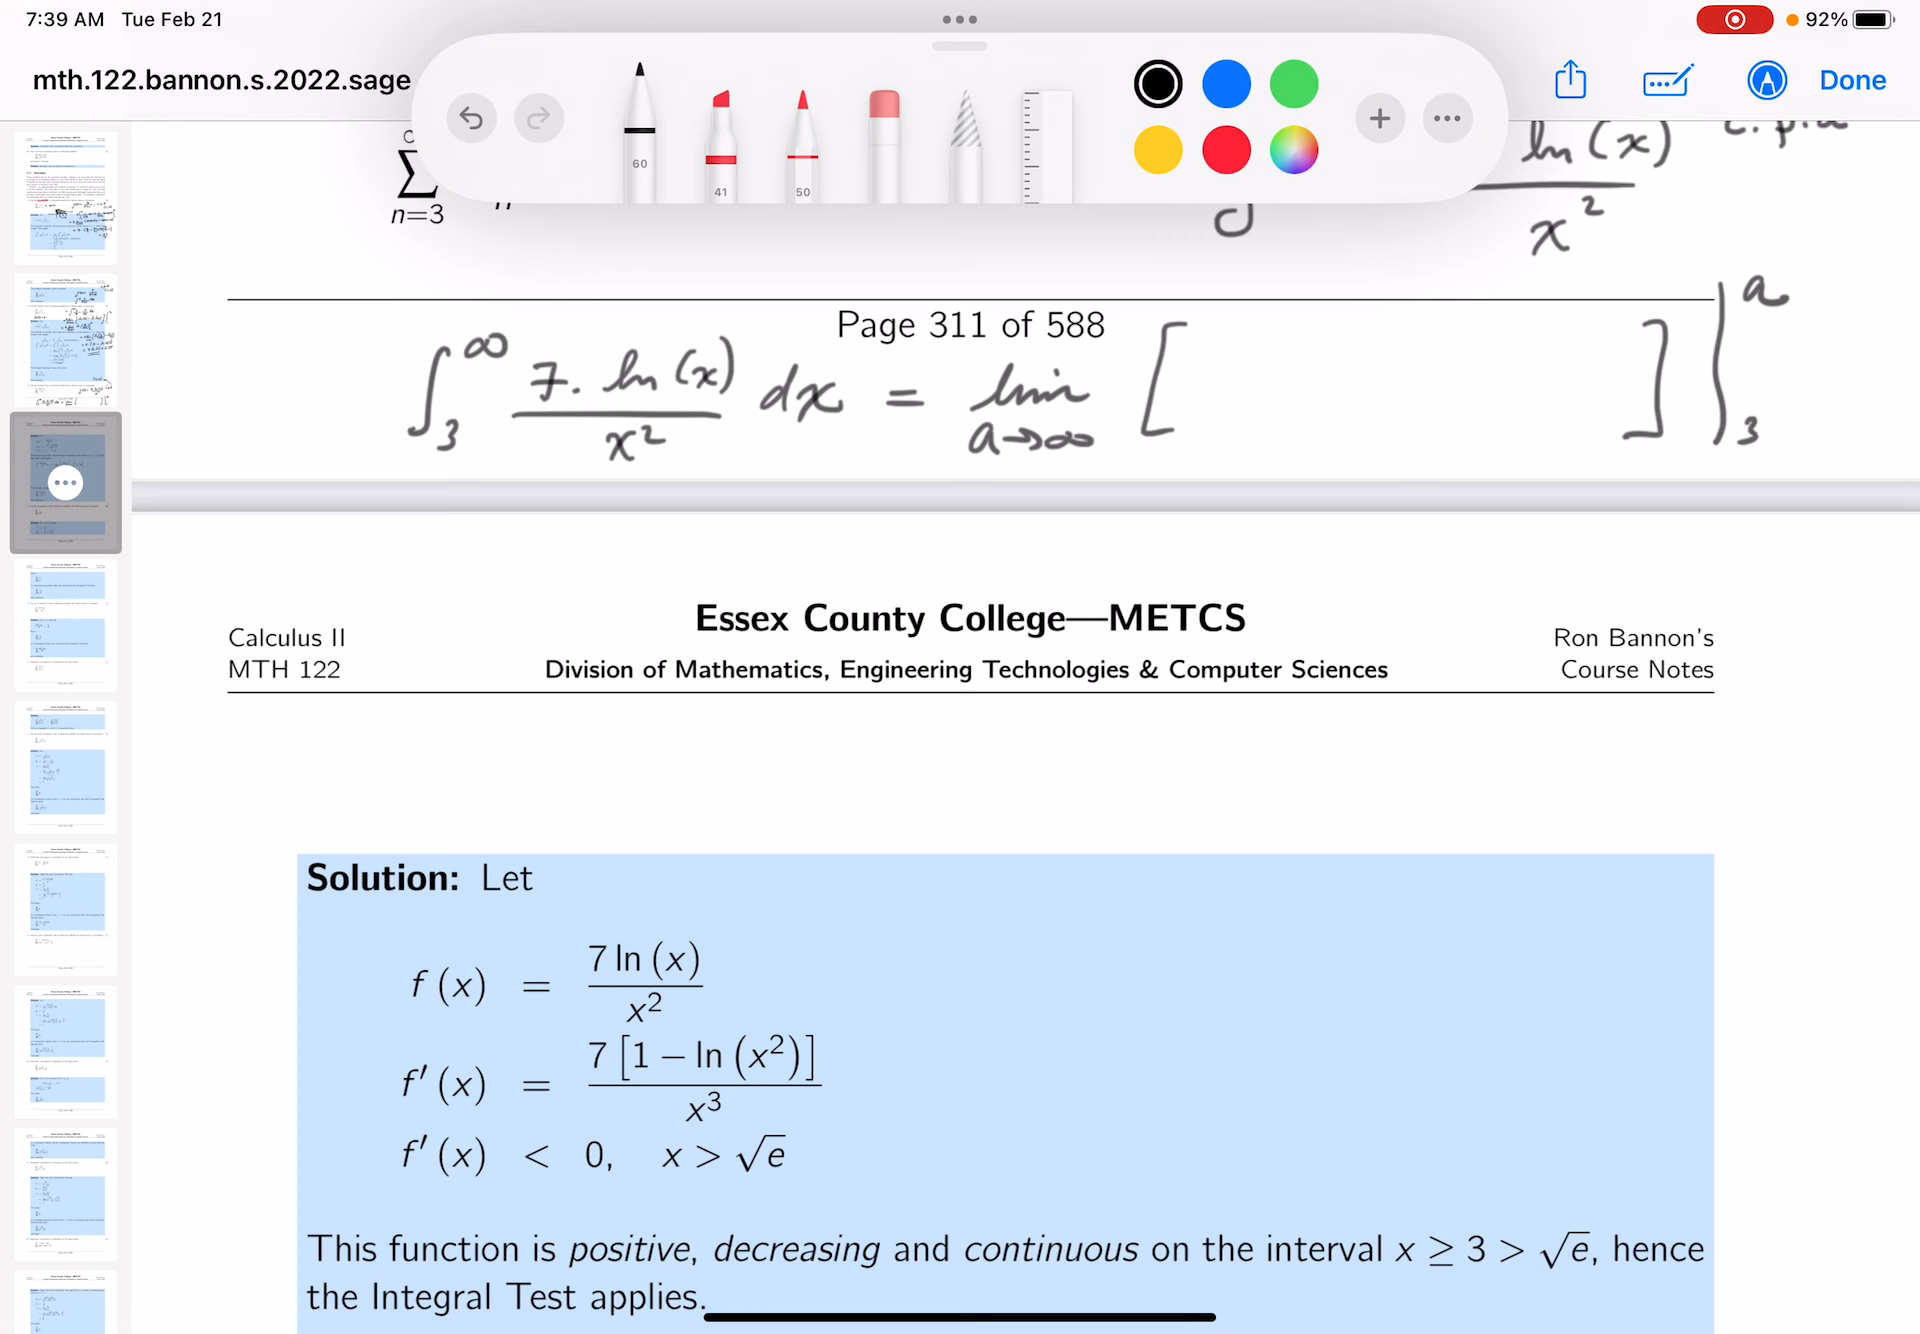 7:39 AM Tue Feb 21
92%
mth.122.bannon.s.2022.sage
Done
60
41
50
∑
n=3
ln (x)
x²
Page 311 of 588
∫₃^∞ 7. ln (x) / x² dx = lim a→∞ [ ] |₃^a
Essex County College—METCS
Calculus II
MTH 122
Division of Mathematics, Engineering Technologies & Computer Sciences
Ron Bannon's
Course Notes
Solution: Let
f (x) = 7 ln (x) / x²
f′ (x) = 7 [1 − ln (x²)] / x³
f′ (x) < 0, x > √e
This function is positive, decreasing and continuous on the interval x ≥ 3 > √e, hence
the Integral Test applies.